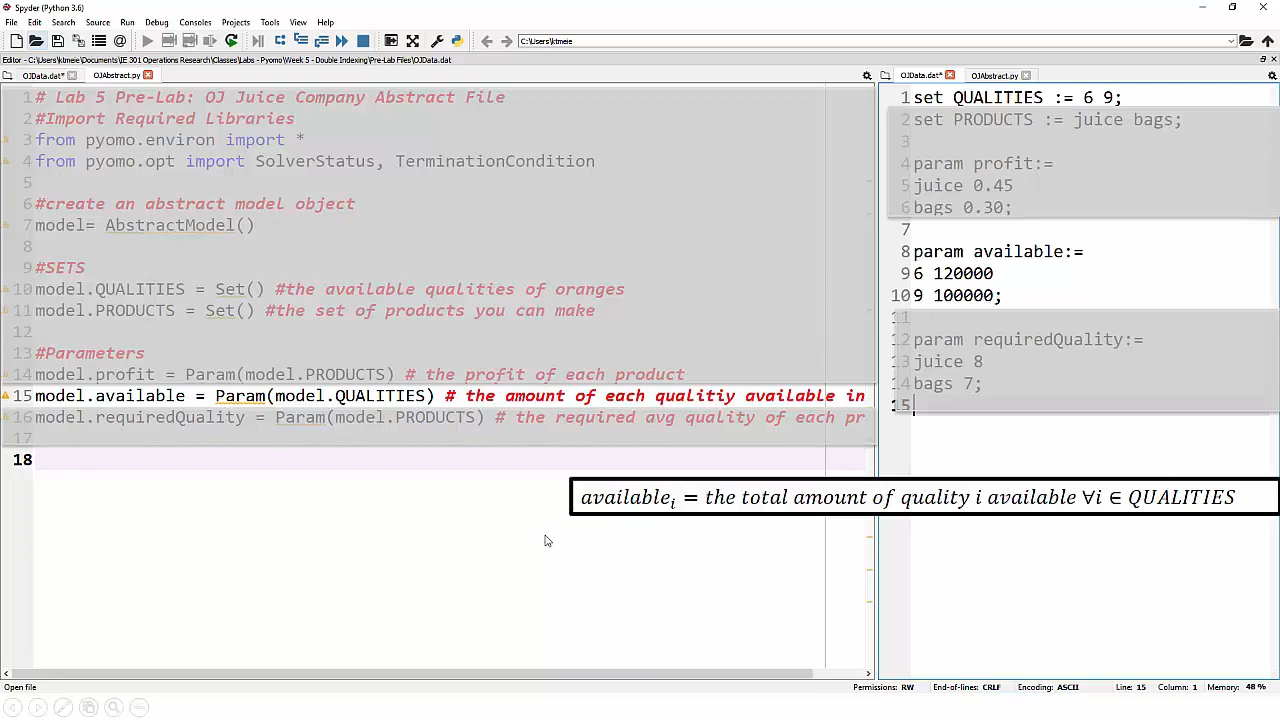 Spyder (Python 3.6)
File Edit Search Source Run Debug Consoles Projects Tools View Help
C:\Users\ktmeie
Editor - C:\Users\ktmeie\Documents\IE 301 Operations Research\Classes\Labs - Pyomo\Week 5 - Double Indexing\Pre-Lab Files\OJData.dat
OJData.dat* OJAbstract.py
1 # Lab 5 Pre-Lab: OJ Juice Company Abstract File
2 #Import Required Libraries
3 from pyomo.environ import *
4 from pyomo.opt import SolverStatus, TerminationCondition
5
6 #create an abstract model object
7 model= AbstractModel()
8
9 #SETS
10 model.QUALITIES = Set() #the available qualities of oranges
11 model.PRODUCTS = Set() #the set of products you can make
12
13 #Parameters
14 model.profit = Param(model.PRODUCTS) # the profit of each product
15 model.available = Param(model.QUALITIES) # the amount of each qualitiy available in
16 model.requiredQuality = Param(model.PRODUCTS) # the required avg quality of each pr
17
18
OJData.dat* OJAbstract.py
1 set QUALITIES := 6 9;
2 set PRODUCTS := juice bags;
3
4 param profit:=
5 juice 0.45
6 bags 0.30;
7
8 param available:=
9 6 120000
10 9 100000;
11
12 param requiredQuality:=
13 juice 8
14 bags 7;
15
available_i = the total amount of quality i available ∀i ∈ QUALITIES
Open file Permissions: RW End-of-lines: CRLF Encoding: ASCII Line: 15 Column: 1 Memory: 48 %